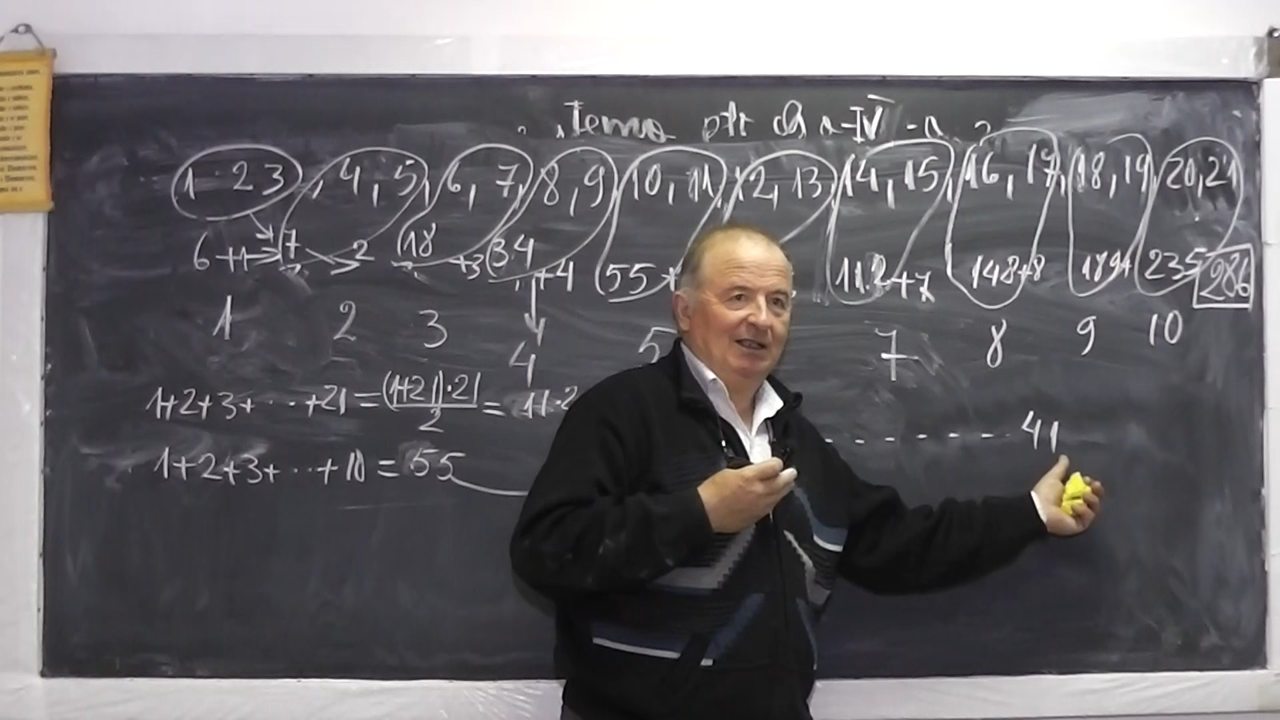 Tema ptr cls a-IV-a
1 2 3, 4, 5, 6, 7, 8, 9, 10, 11, 12, 13, 14, 15, 16, 17, 18, 19, 20, 21
6+1 7 2 18 +3 34 +4 55+ 112+7 148+8 189+ 235 286
1 2 3 4 5 7 8 9 10
4
1+2+3+ ··· +21 = (1+21)·21 / 2 = 11·2
- - - - - - - 41
1+2+3+ ··· +10 = 55